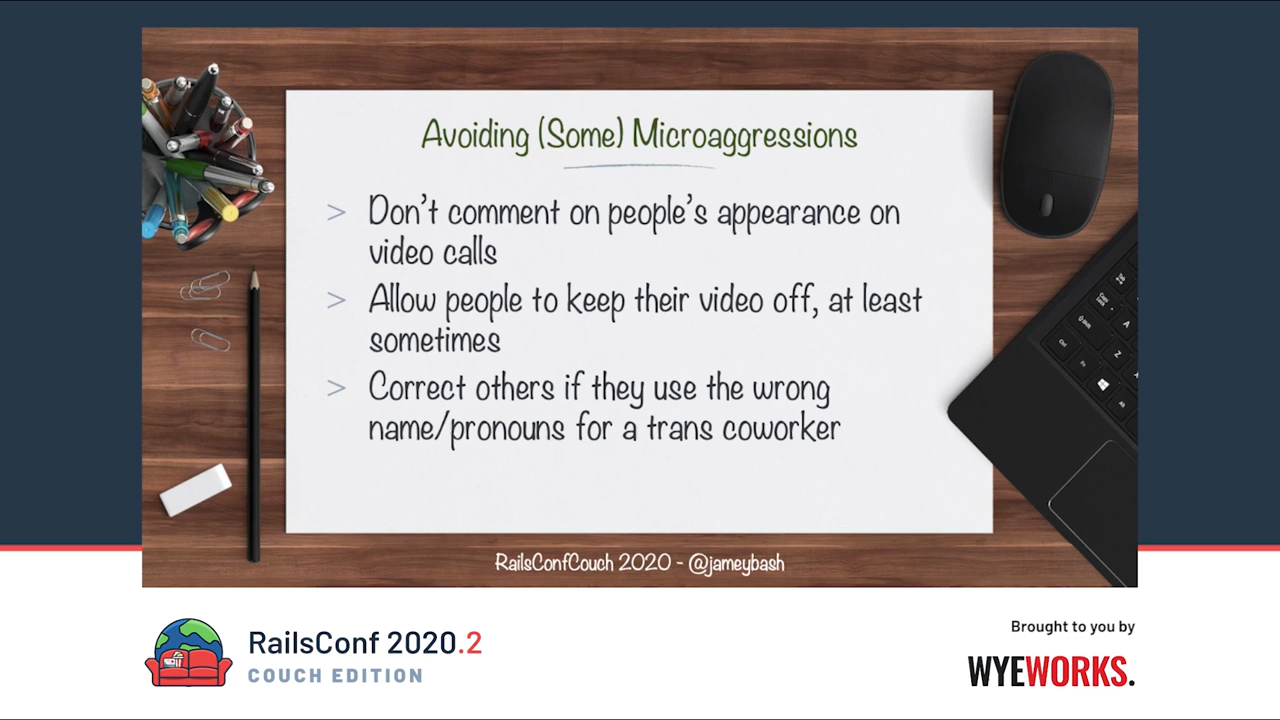 Avoiding (Some) Microaggressions
> Don't comment on people's appearance on
video calls
> Allow people to keep their video off, at least
sometimes
> Correct others if they use the wrong
name/pronouns for a trans coworker
RailsConfCouch 2020 - @jameybash
RailsConf 2020.2
COUCH EDITION
Brought to you by
WYEWORKS.